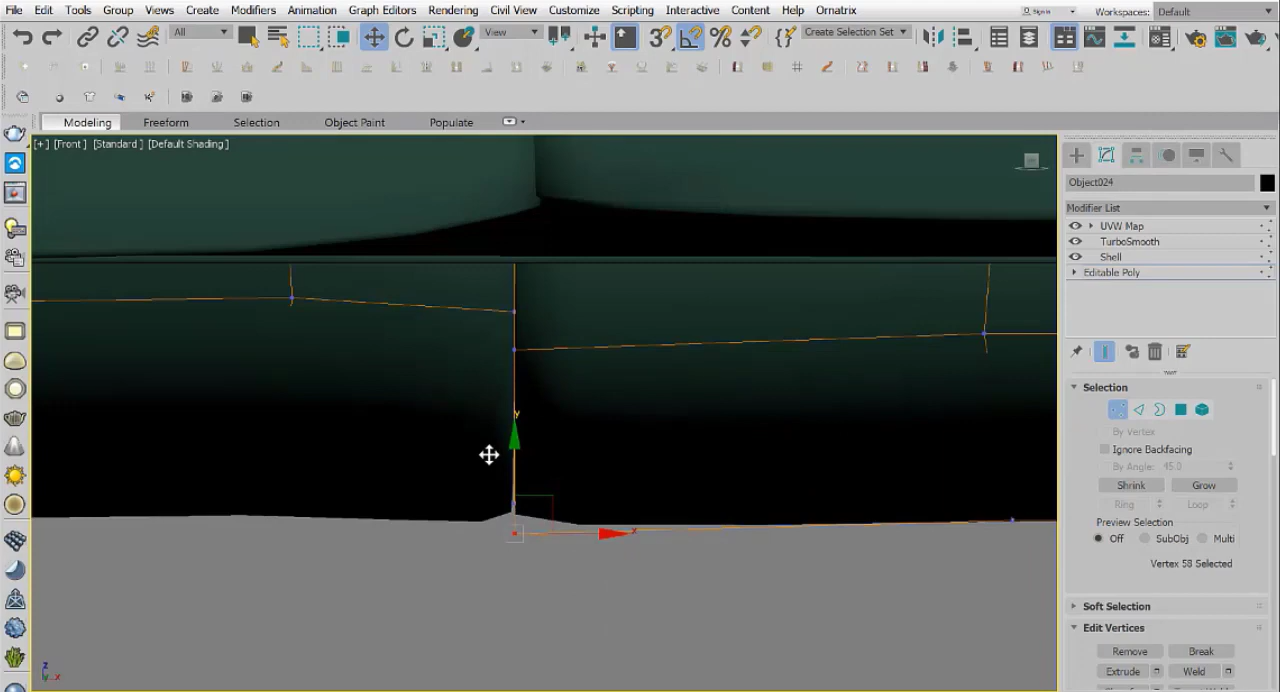 File Edit Tools Group Views Create Modifiers Animation Graph Editors Rendering Civil View Customize Scripting Interactive Content Help Ornatrix Sign In Workspaces: Default
All View Create Selection Set
Modeling Freeform Selection Object Paint Populate
[+] [Front ] [Standard ] [Default Shading ]
Object024
Modifier List
UVW Map
TurboSmooth
Shell
Editable Poly
Selection
By Vertex
Ignore Backfacing
By Angle: 45.0
Shrink Grow
Ring Loop
Preview Selection
Off SubObj Multi
Vertex 58 Selected
Soft Selection
Edit Vertices
Remove Break
Extrude Weld
y
x
z
y x